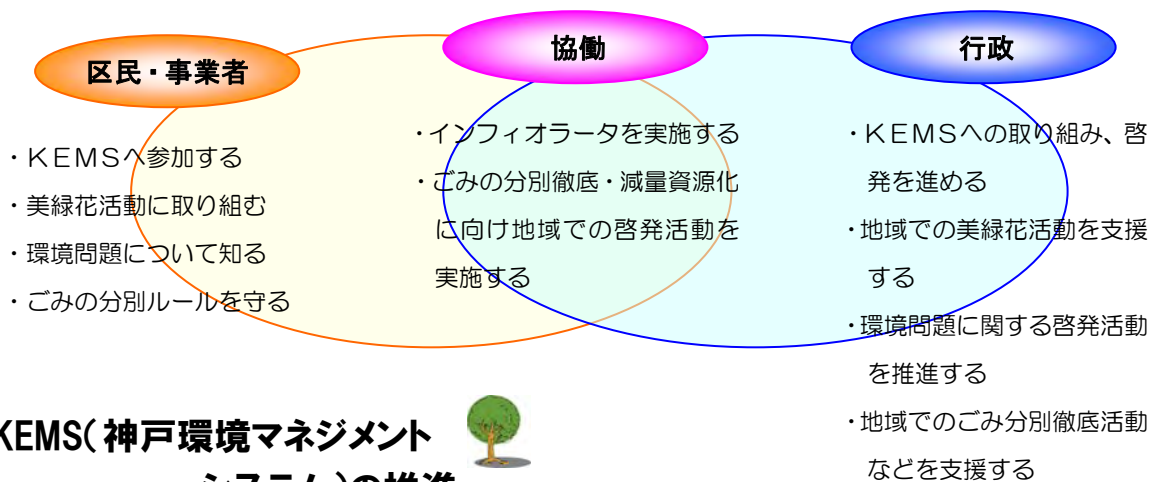 区民・事業者
・KEMSへ参加する
・美緑花活動に取り組む
・環境問題について知る
・ごみの分別ルールを守る
協働
・インフィオラータを実施する
・ごみの分別徹底・減量資源化
に向け地域での啓発活動を
実施する
行政
・KEMSへの取り組み、啓
発を進める
・地域での美緑花活動を支援
する
・環境問題に関する啓発活動
を推進する
・地域でのごみ分別徹底活動
などを支援する
KEMS(神戸環境マネジメント
システム)の推進